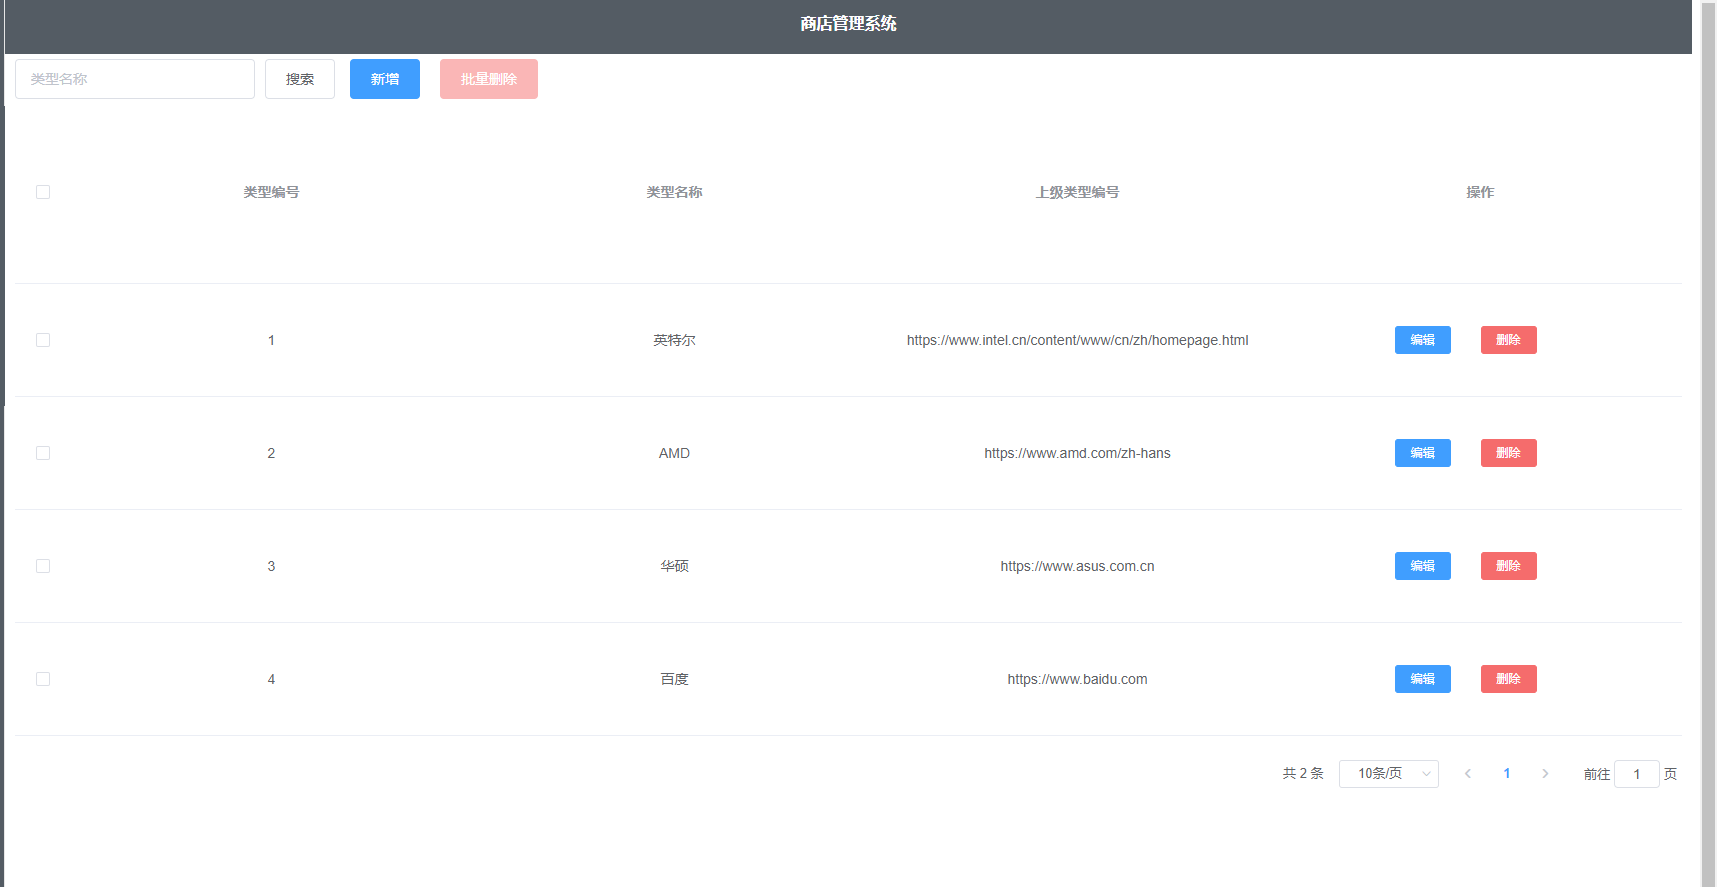 商店管理系统
类型名称 搜索 新增 批量删除
类型编号 类型名称 上级类型编号 操作
1 英特尔 https://www.intel.cn/content/www/cn/zh/homepage.html 编辑 删除
2 AMD https://www.amd.com/zh-hans 编辑 删除
3 华硕 https://www.asus.com.cn 编辑 删除
4 百度 https://www.baidu.com 编辑 删除
共 2 条 10条/页 1 前往 1 页